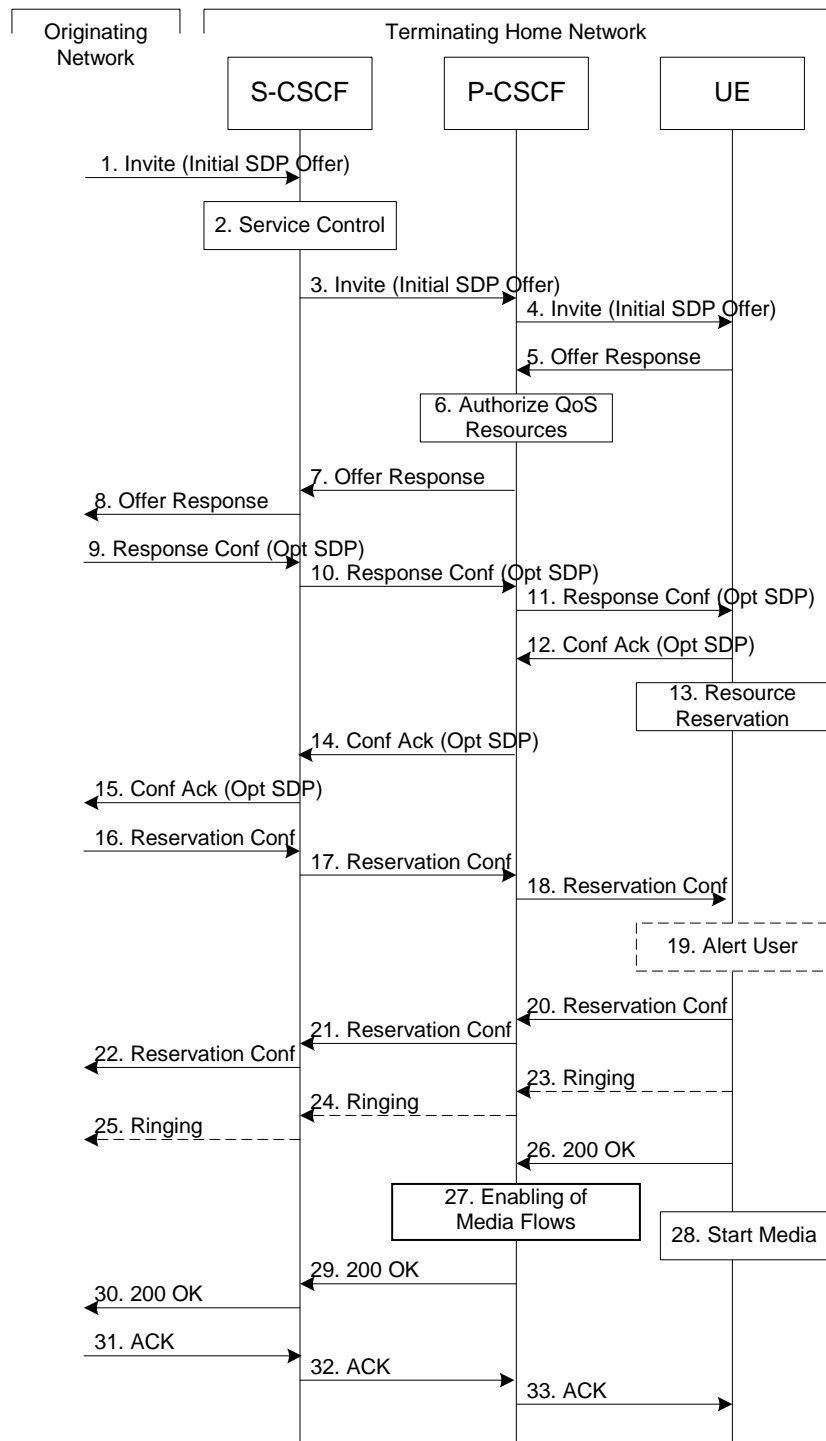 Originating
Network
Terminating Home Network
S-CSCF
P-CSCF
UE
1. Invite (Initial SDP Offer)
2. Service Control
3. Invite (Initial SDP Offer)
4. Invite (Initial SDP Offer)
5. Offer Response
6. Authorize QoS
Resources
7. Offer Response
8. Offer Response
9. Response Conf (Opt SDP)
10. Response Conf (Opt SDP)
11. Response Conf (Opt SDP)
12. Conf Ack (Opt SDP)
13. Resource
Reservation
14. Conf Ack (Opt SDP)
15. Conf Ack (Opt SDP)
16. Reservation Conf
17. Reservation Conf
18. Reservation Conf
19. Alert User
20. Reservation Conf
21. Reservation Conf
22. Reservation Conf
23. Ringing
24. Ringing
25. Ringing
26. 200 OK
27. Enabling of
Media Flows
28. Start Media
29. 200 OK
30. 200 OK
31. ACK
32. ACK
33. ACK